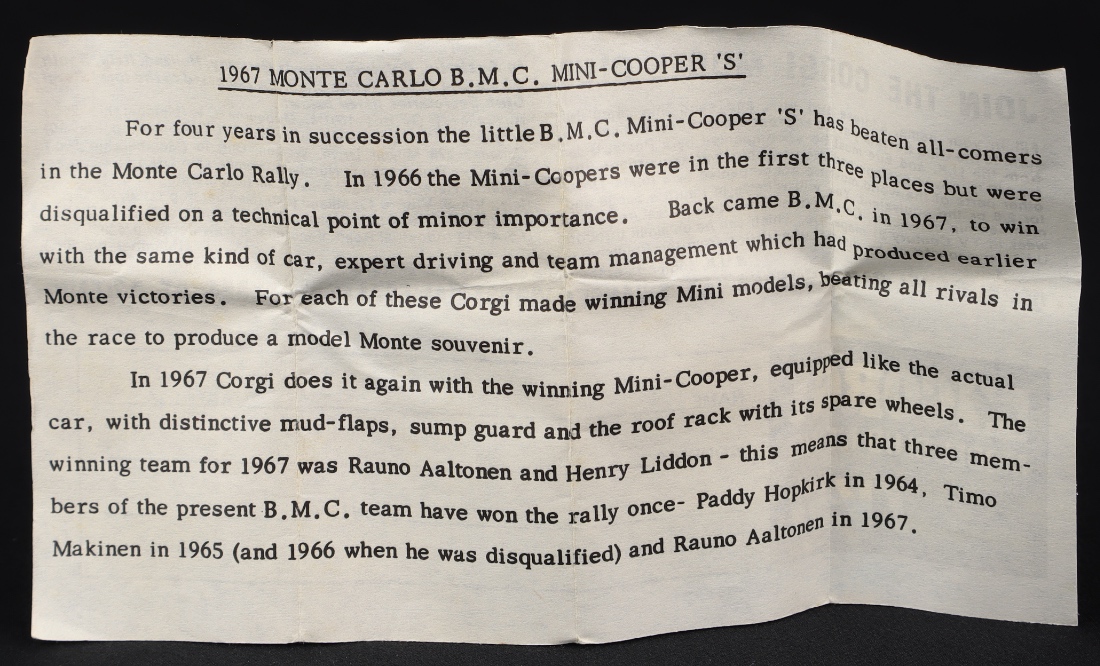 1967 MONTE CARLO B.M.C. MINI-COOPER 'S'
For four years in succession the little B.M.C. Mini-Cooper 'S' has beaten all-comers
in the Monte Carlo Rally. In 1966 the Mini-Coopers were in the first three places but were
disqualified on a technical point of minor importance. Back came B.M.C. in 1967, to win
with the same kind of car, expert driving and team management which had produced earlier
Monte victories. For each of these Corgi made winning Mini models, beating all rivals in
the race to produce a model Monte souvenir.
In 1967 Corgi does it again with the winning Mini-Cooper, equipped like the actual
car, with distinctive mud-flaps, sump guard and the roof rack with its spare wheels. The
winning team for 1967 was Rauno Aaltonen and Henry Liddon - this means that three mem-
bers of the present B.M.C. team have won the rally once- Paddy Hopkirk in 1964, Timo
Makinen in 1965 (and 1966 when he was disqualified) and Rauno Aaltonen in 1967.
JOIN THE CORGI